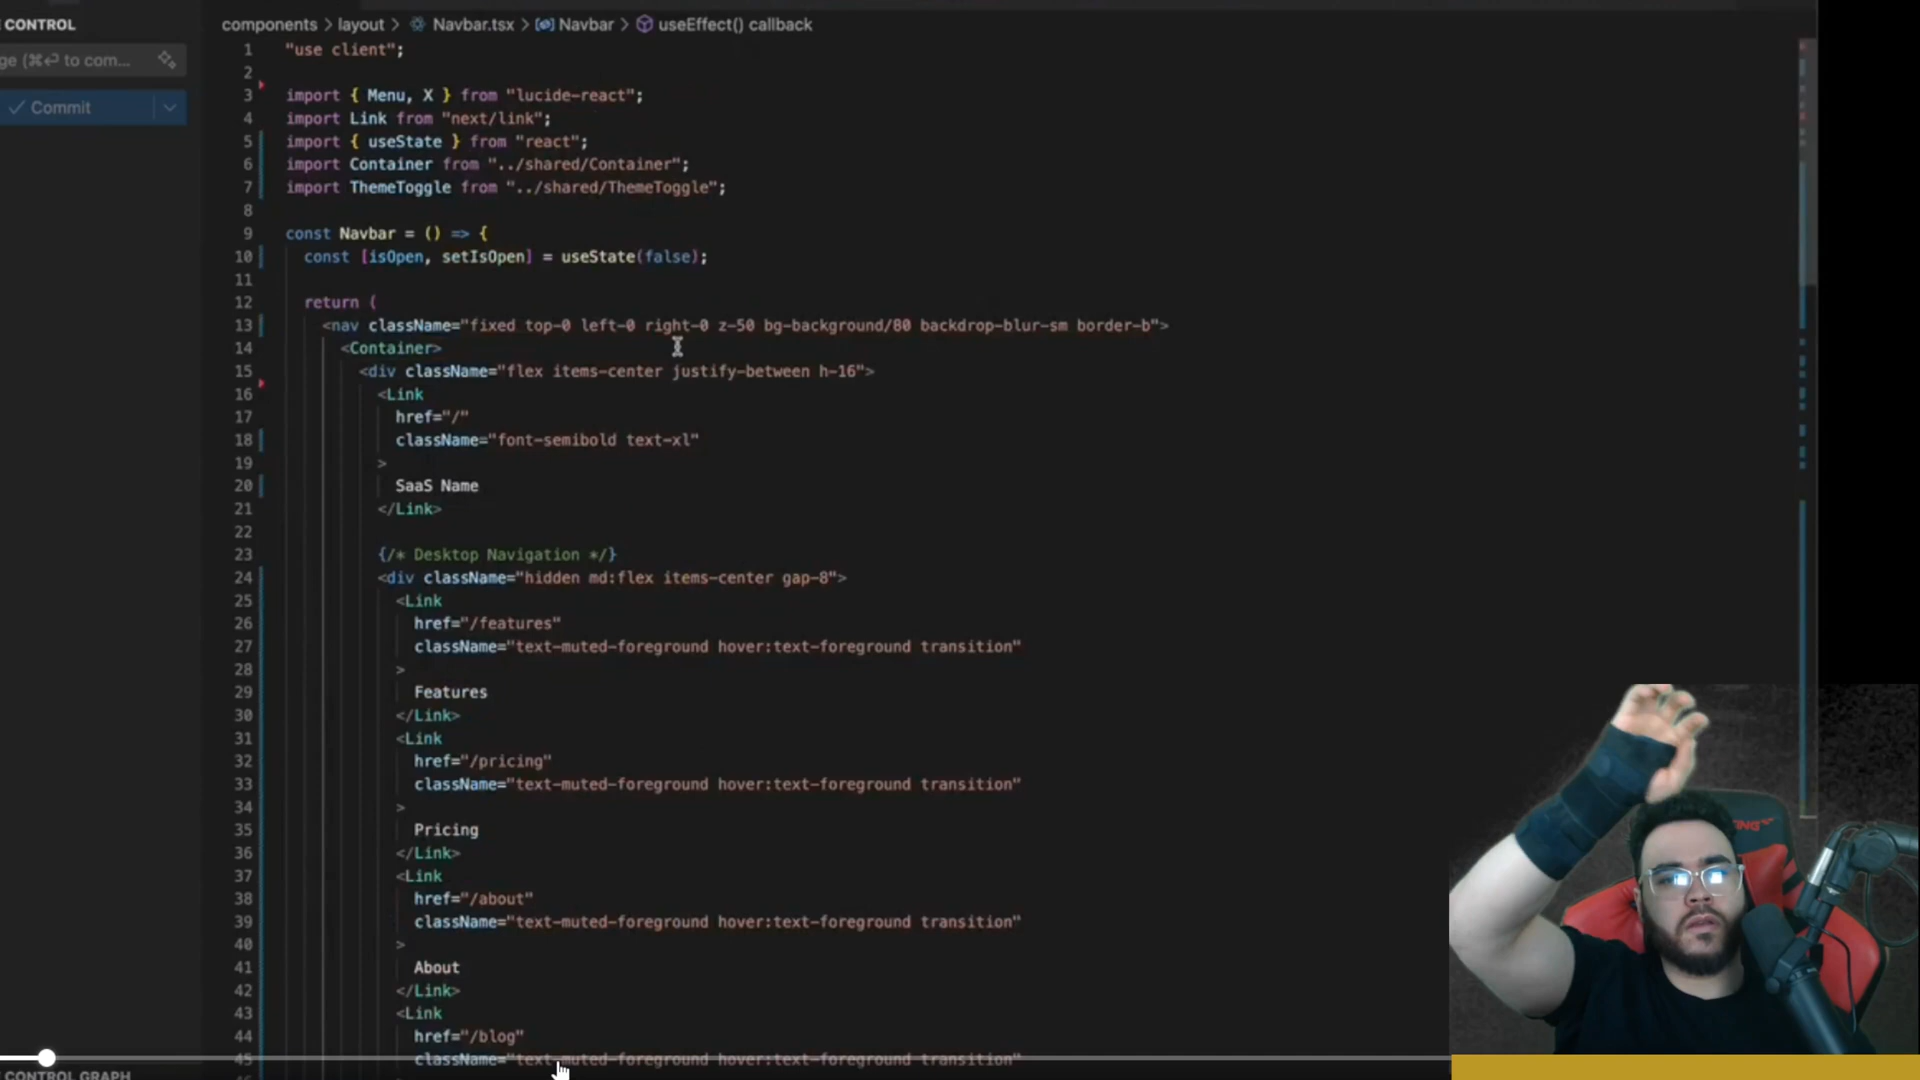 E CONTROL
components > layout > Navbar.tsx > Navbar > useEffect() callback
ge (⌘⏎ to com...
Commit
1 "use client";
2
3 import { Menu, X } from "lucide-react";
4 import Link from "next/link";
5 import { useState } from "react";
6 import Container from "../shared/Container";
7 import ThemeToggle from "../shared/ThemeToggle";
8
9 const Navbar = () => {
10 const [isOpen, setIsOpen] = useState(false);
11
12 return (
13 <nav className="fixed top-0 left-0 right-0 z-50 bg-background/80 backdrop-blur-sm border-b">
14 <Container>
15 <div className="flex items-center justify-between h-16">
16 <Link
17 href="/"
18 className="font-semibold text-xl"
19 >
20 SaaS Name
21 </Link>
22
23 {/* Desktop Navigation */}
24 <div className="hidden md:flex items-center gap-8">
25 <Link
26 href="/features"
27 className="text-muted-foreground hover:text-foreground transition"
28 >
29 Features
30 </Link>
31 <Link
32 href="/pricing"
33 className="text-muted-foreground hover:text-foreground transition"
34 >
35 Pricing
36 </Link>
37 <Link
38 href="/about"
39 className="text-muted-foreground hover:text-foreground transition"
40 >
41 About
42 </Link>
43 <Link
44 href="/blog"
45 className="text-muted-foreground hover:text-foreground transition"
E CONTROL GRAPH